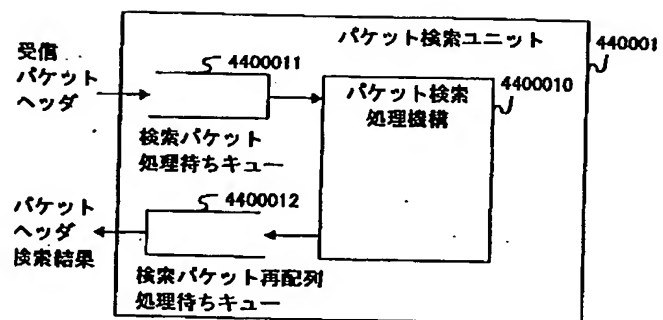 パケット検索ユニット
440001
受信
パケット
ヘッダ
4400011
検索パケット
処理待ちキュー
パケット検索
処理機構
4400010
パケット
ヘッダ
検索結果
4400012
検索パケット再配列
処理待ちキュー